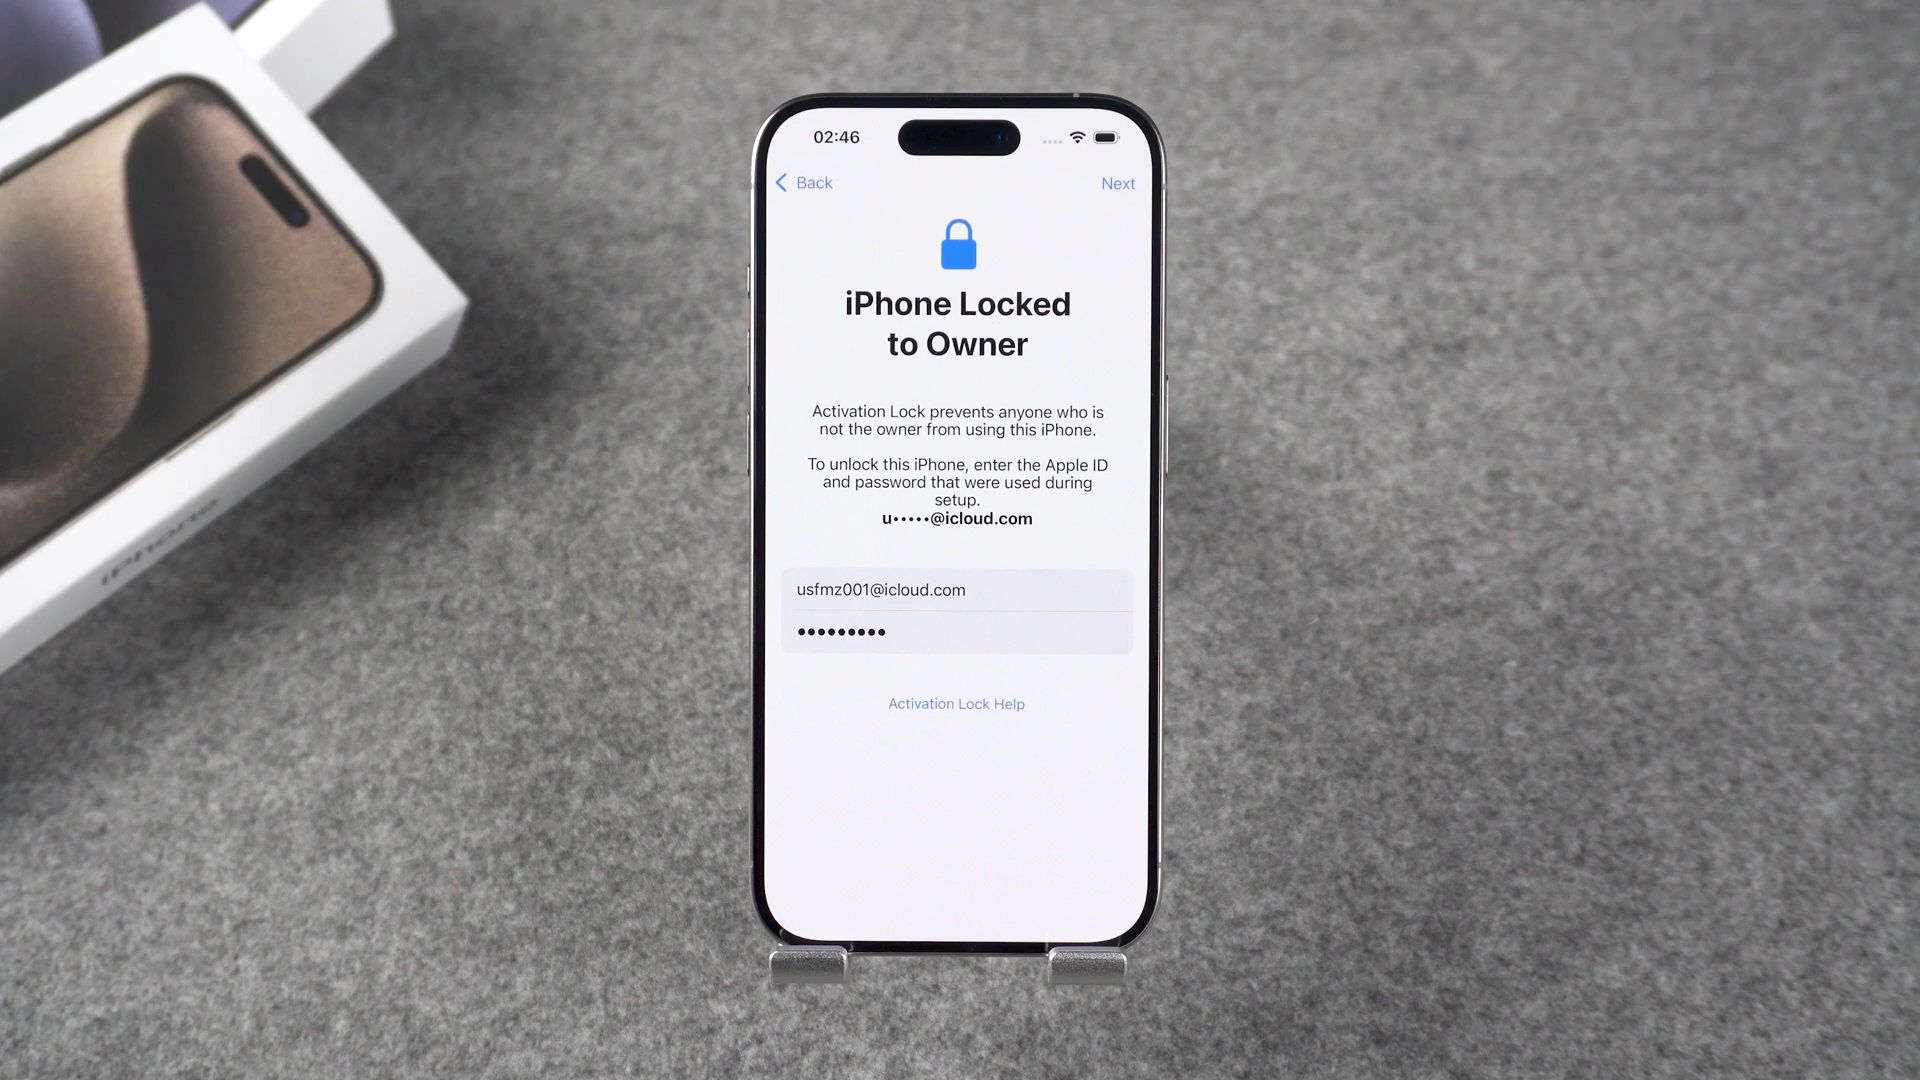 02:46
Back
Next
iPhone Locked
to Owner
Activation Lock prevents anyone who is
not the owner from using this iPhone.
To unlock this iPhone, enter the Apple ID
and password that were used during
setup.
u•••••@icloud.com
usfmz001@icloud.com
●●●●●●●●●
Activation Lock Help
iPhone